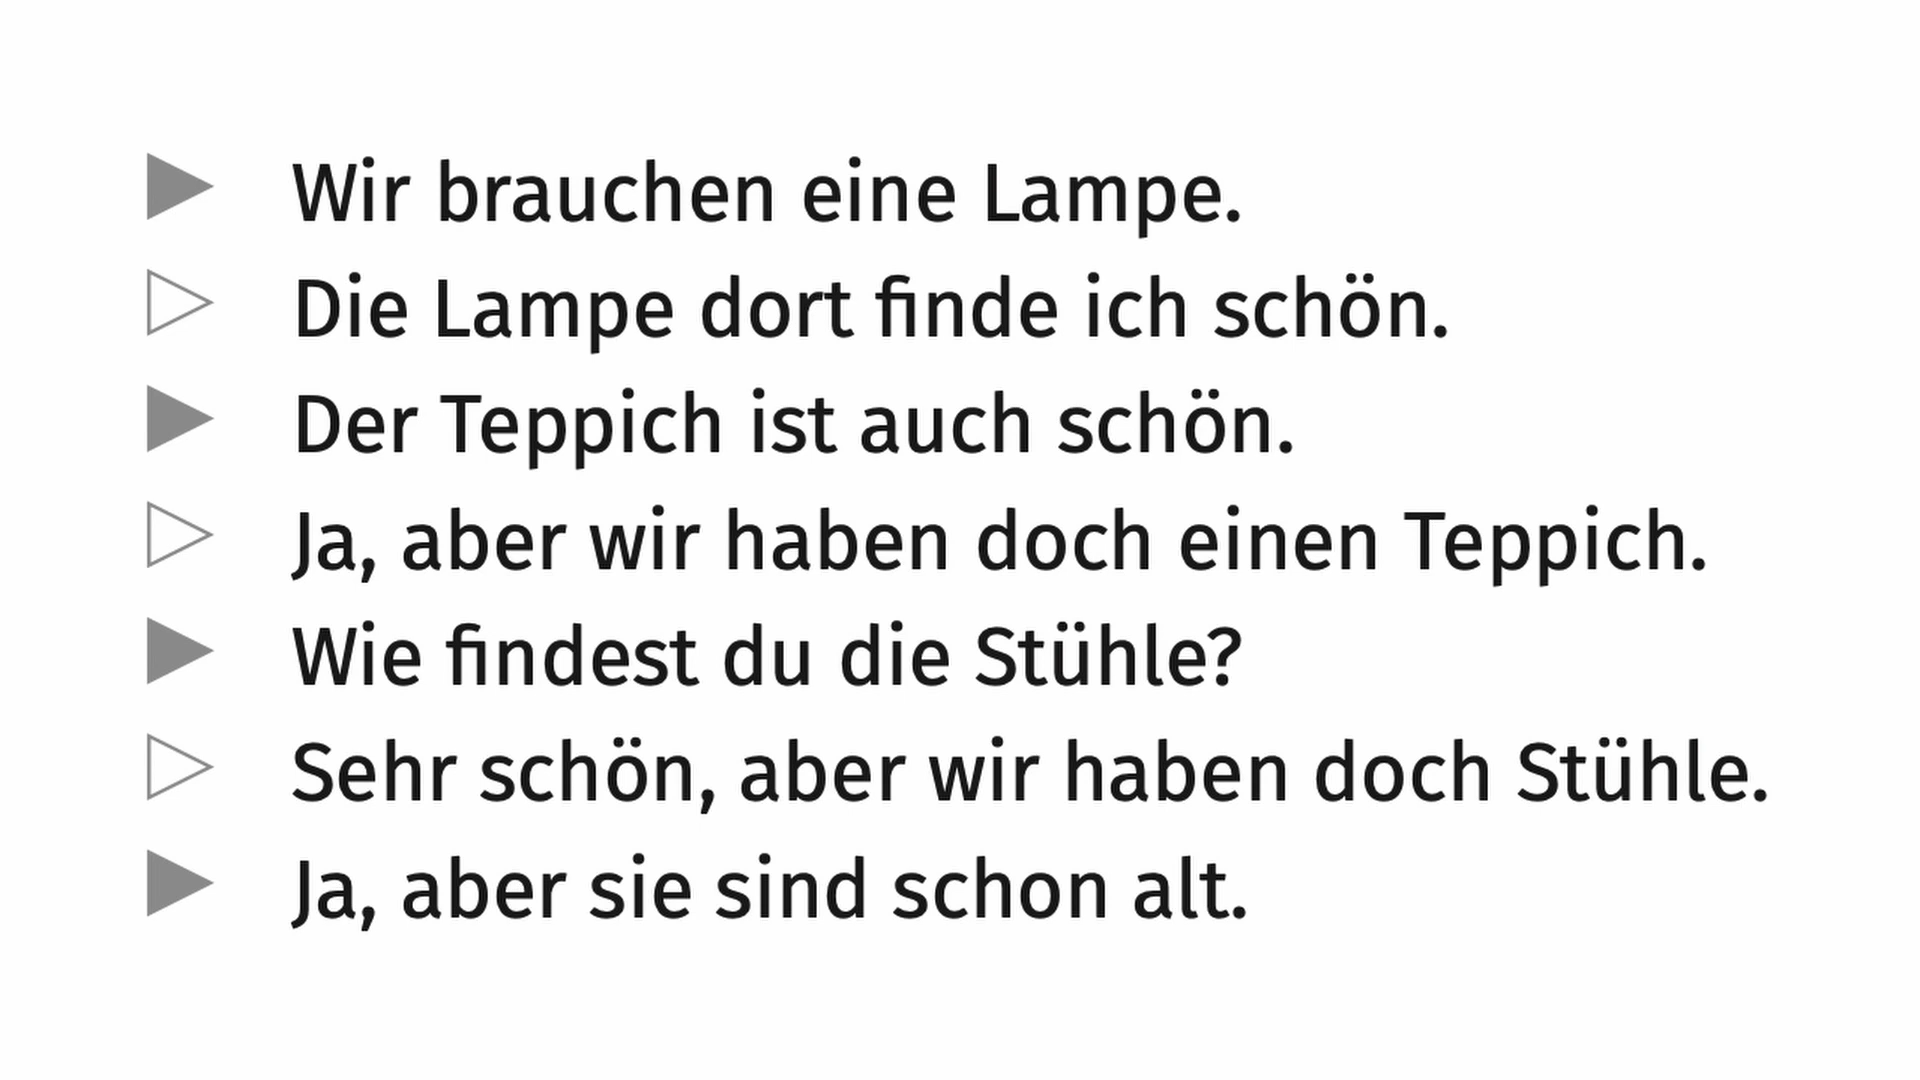 Wir brauchen eine Lampe.
Die Lampe dort finde ich schön.
Der Teppich ist auch schön.
Ja, aber wir haben doch einen Teppich.
Wie findest du die Stühle?
Sehr schön, aber wir haben doch Stühle.
Ja, aber sie sind schon alt.